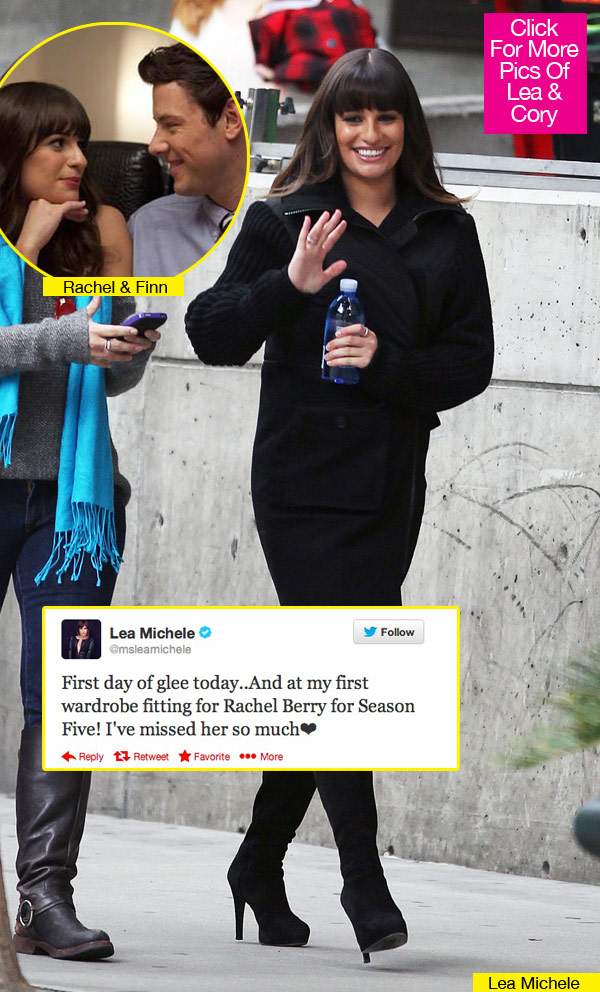 Click
For More
Pics Of
Lea &
Cory
Rachel & Finn
Lea Michele
@msleamichele
Follow
First day of glee today..And at my first
wardrobe fitting for Rachel Berry for Season
Five! I've missed her so much❤
Reply Retweet Favorite More
Lea Michele